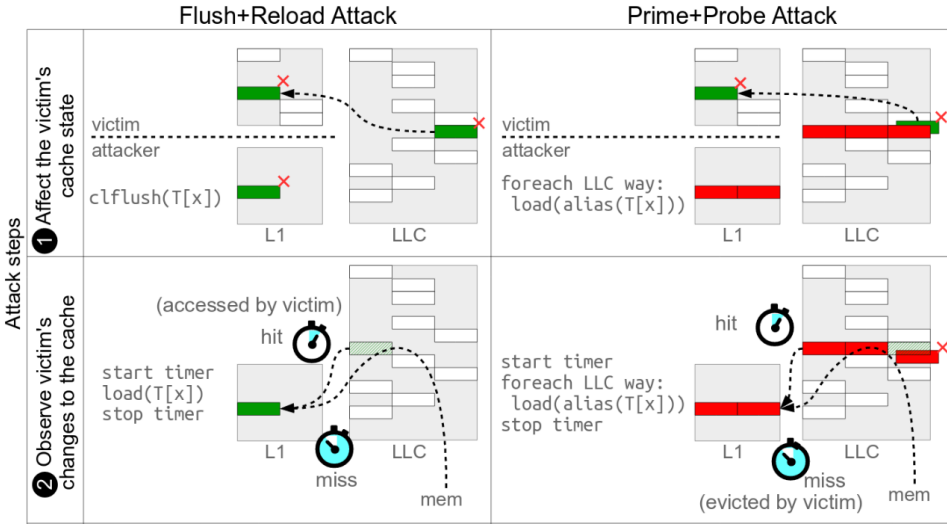 Flush+Reload Attack
Prime+Probe Attack
Attack steps
1 Affect the victim's
cache state
victim
attacker
clflush(T[x])
L1
LLC
victim
attacker
foreach LLC way:
load(alias(T[x]))
L1
LLC
2 Observe victim's
changes to the cache
(accessed by victim)
hit
start timer
load(T[x])
stop timer
L1
LLC
miss
mem
hit
start timer
foreach LLC way:
load(alias(T[x]))
stop timer
L1
LLC
miss
(evicted by victim)
mem